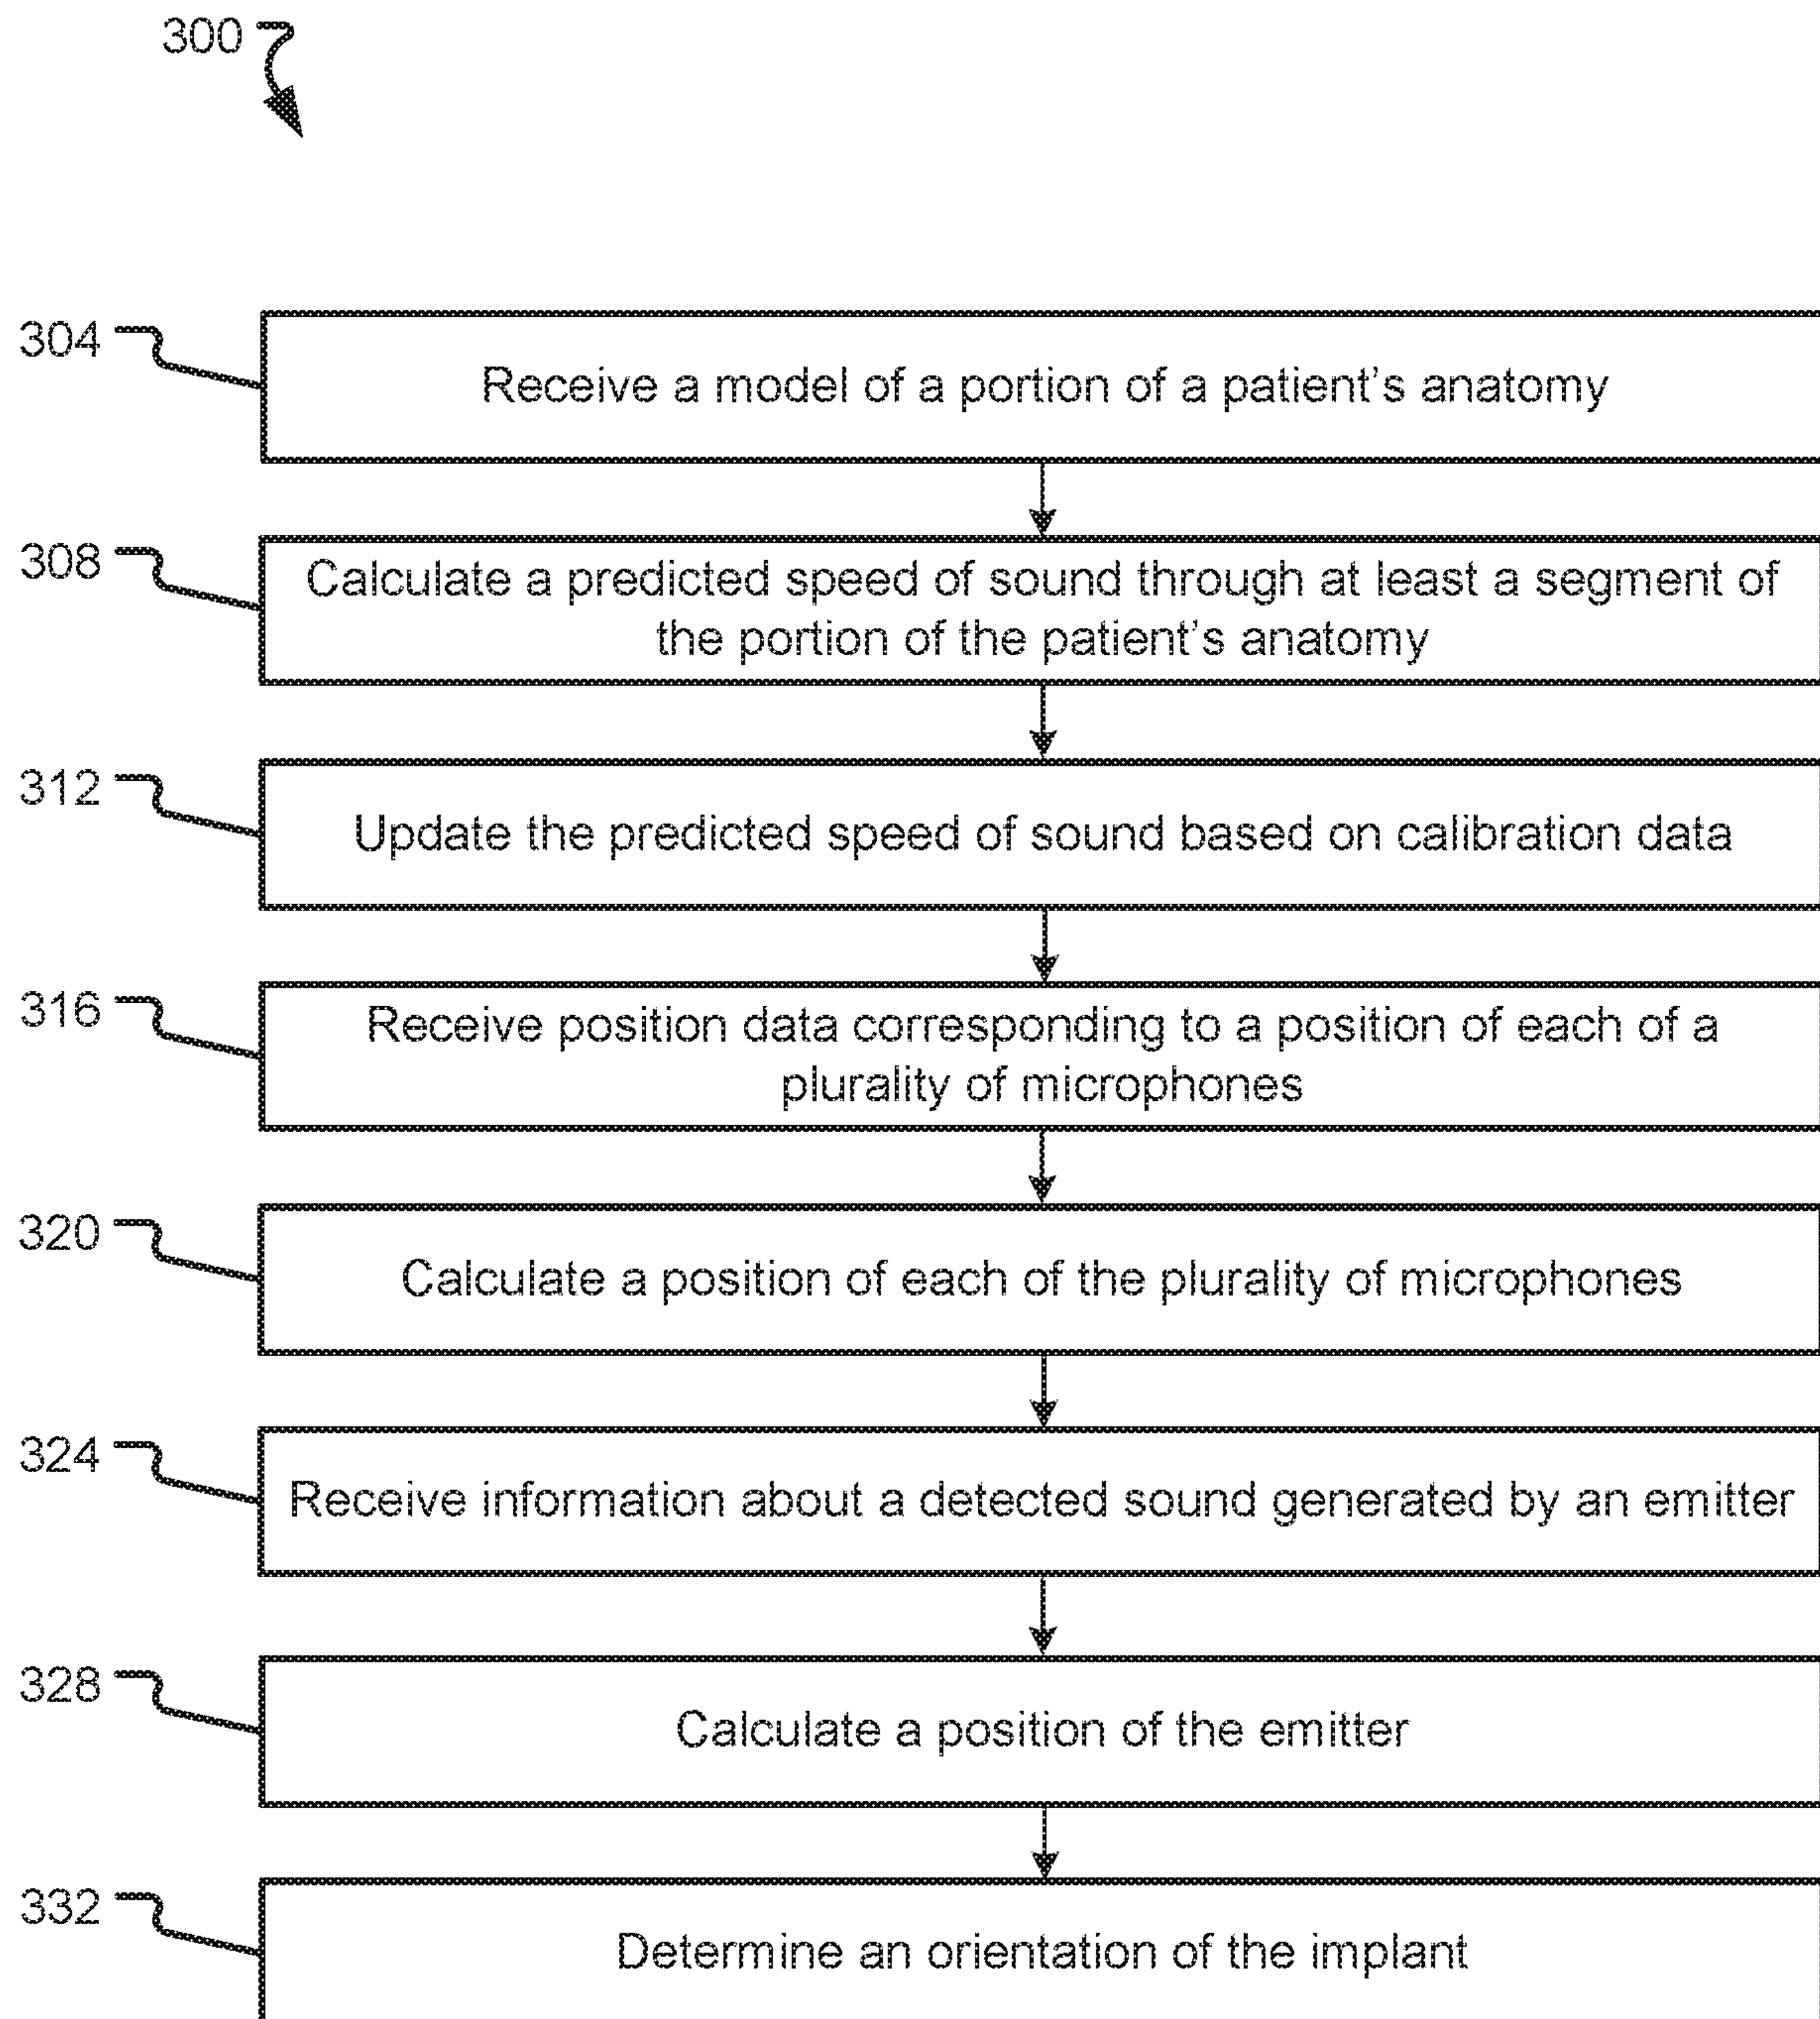 300
304
Receive a model of a portion of a patient's anatomy
308
Calculate a predicted speed of sound through at least a segment of
the portion of the patient's anatomy
312
Update the predicted speed of sound based on calibration data
316
Receive position data corresponding to a position of each of a
plurality of microphones
320
Calculate a position of each of the plurality of microphones
324
Receive information about a detected sound generated by an emitter
328
Calculate a position of the emitter
332
Determine an orientation of the implant